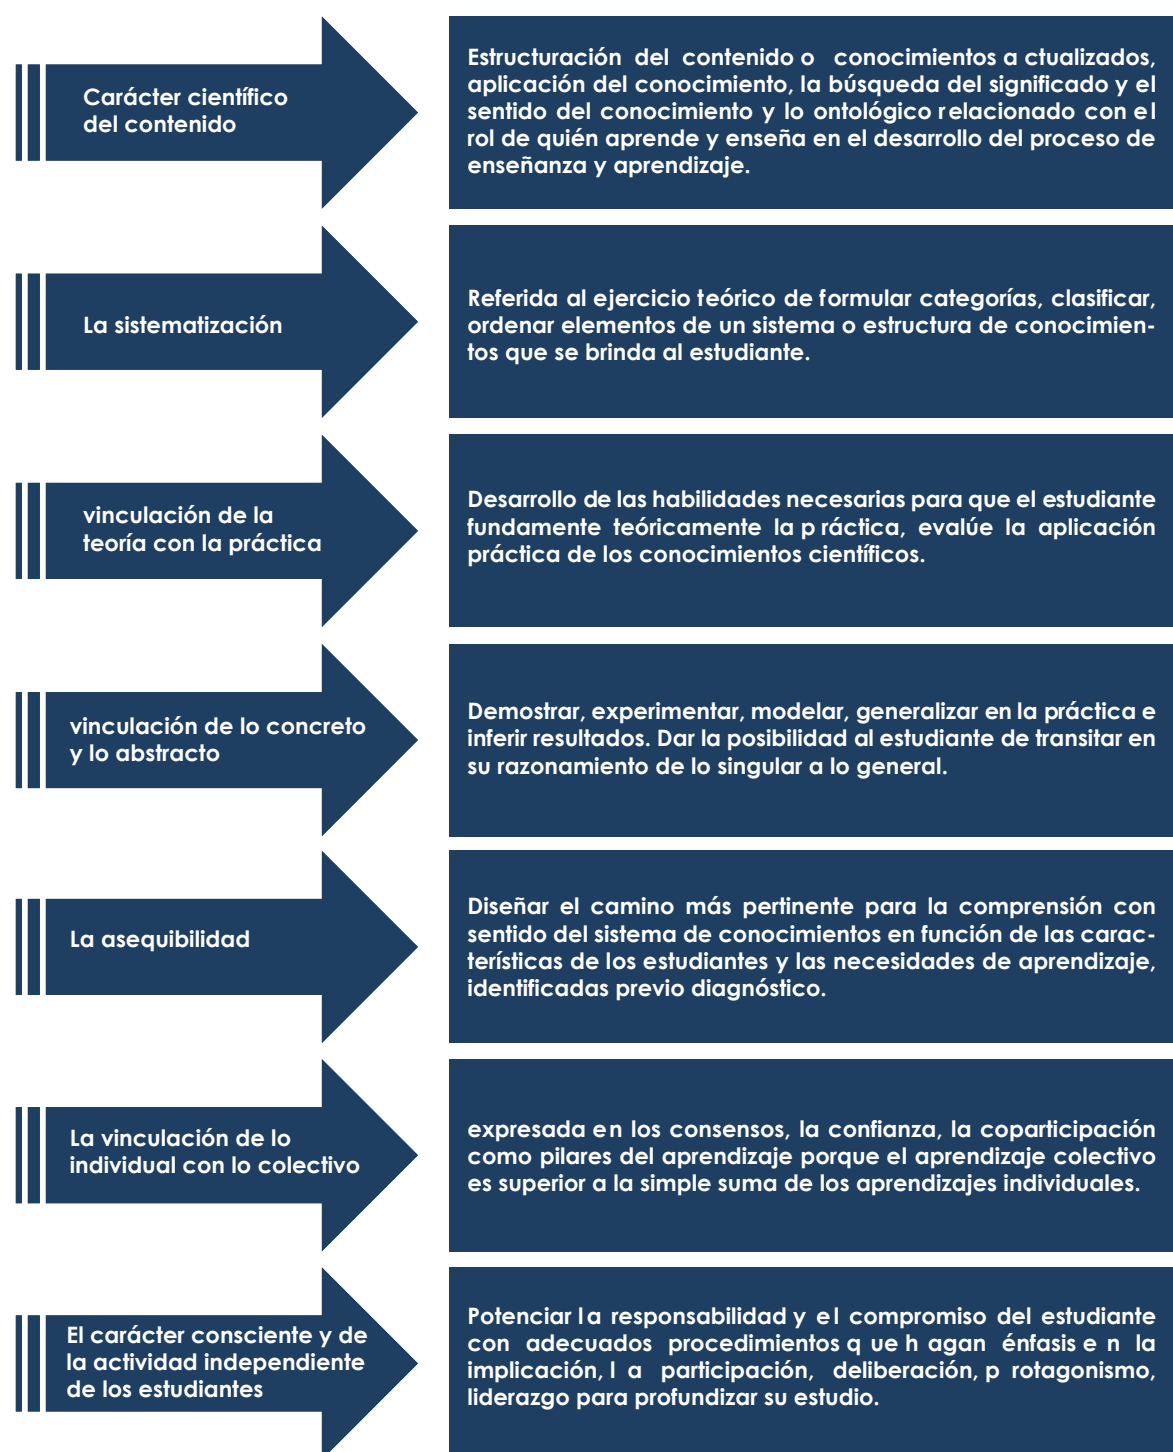 Carácter científico
del contenido
Estructuración del contenido o conocimientos a ctualizados,
aplicación del conocimiento, la búsqueda del significado y el
sentido del conocimiento y lo ontológico relacionado con el
rol de quién aprende y enseña en el desarrollo del proceso de
enseñanza y aprendizaje.
La sistematización
Referida al ejercicio teórico de formular categorías, clasificar,
ordenar elementos de un sistema o estructura de conocimien-
tos que se brinda al estudiante.
vinculación de la
teoría con la práctica
Desarrollo de las habilidades necesarias para que el estudiante
fundamente teóricamente la p ráctica, evalúe la aplicación
práctica de los conocimientos científicos.
vinculación de lo concreto
y lo abstracto
Demostrar, experimentar, modelar, generalizar en la práctica e
inferir resultados. Dar la posibilidad al estudiante de transitar en
su razonamiento de lo singular a lo general.
La asequibilidad
Diseñar el camino más pertinente para la comprensión con
sentido del sistema de conocimientos en función de las carac-
terísticas de los estudiantes y las necesidades de aprendizaje,
identificadas previo diagnóstico.
La vinculación de lo
individual con lo colectivo
expresada en los consensos, la confianza, la coparticipación
como pilares del aprendizaje porque el aprendizaje colectivo
es superior a la simple suma de los aprendizajes individuales.
El carácter consciente y de
la actividad independiente
de los estudiantes
Potenciar la responsabilidad y el compromiso del estudiante
con adecuados procedimientos q ue h agan énfasis e n la
implicación, l a participación, deliberación, p rotagonismo,
liderazgo para profundizar su estudio.